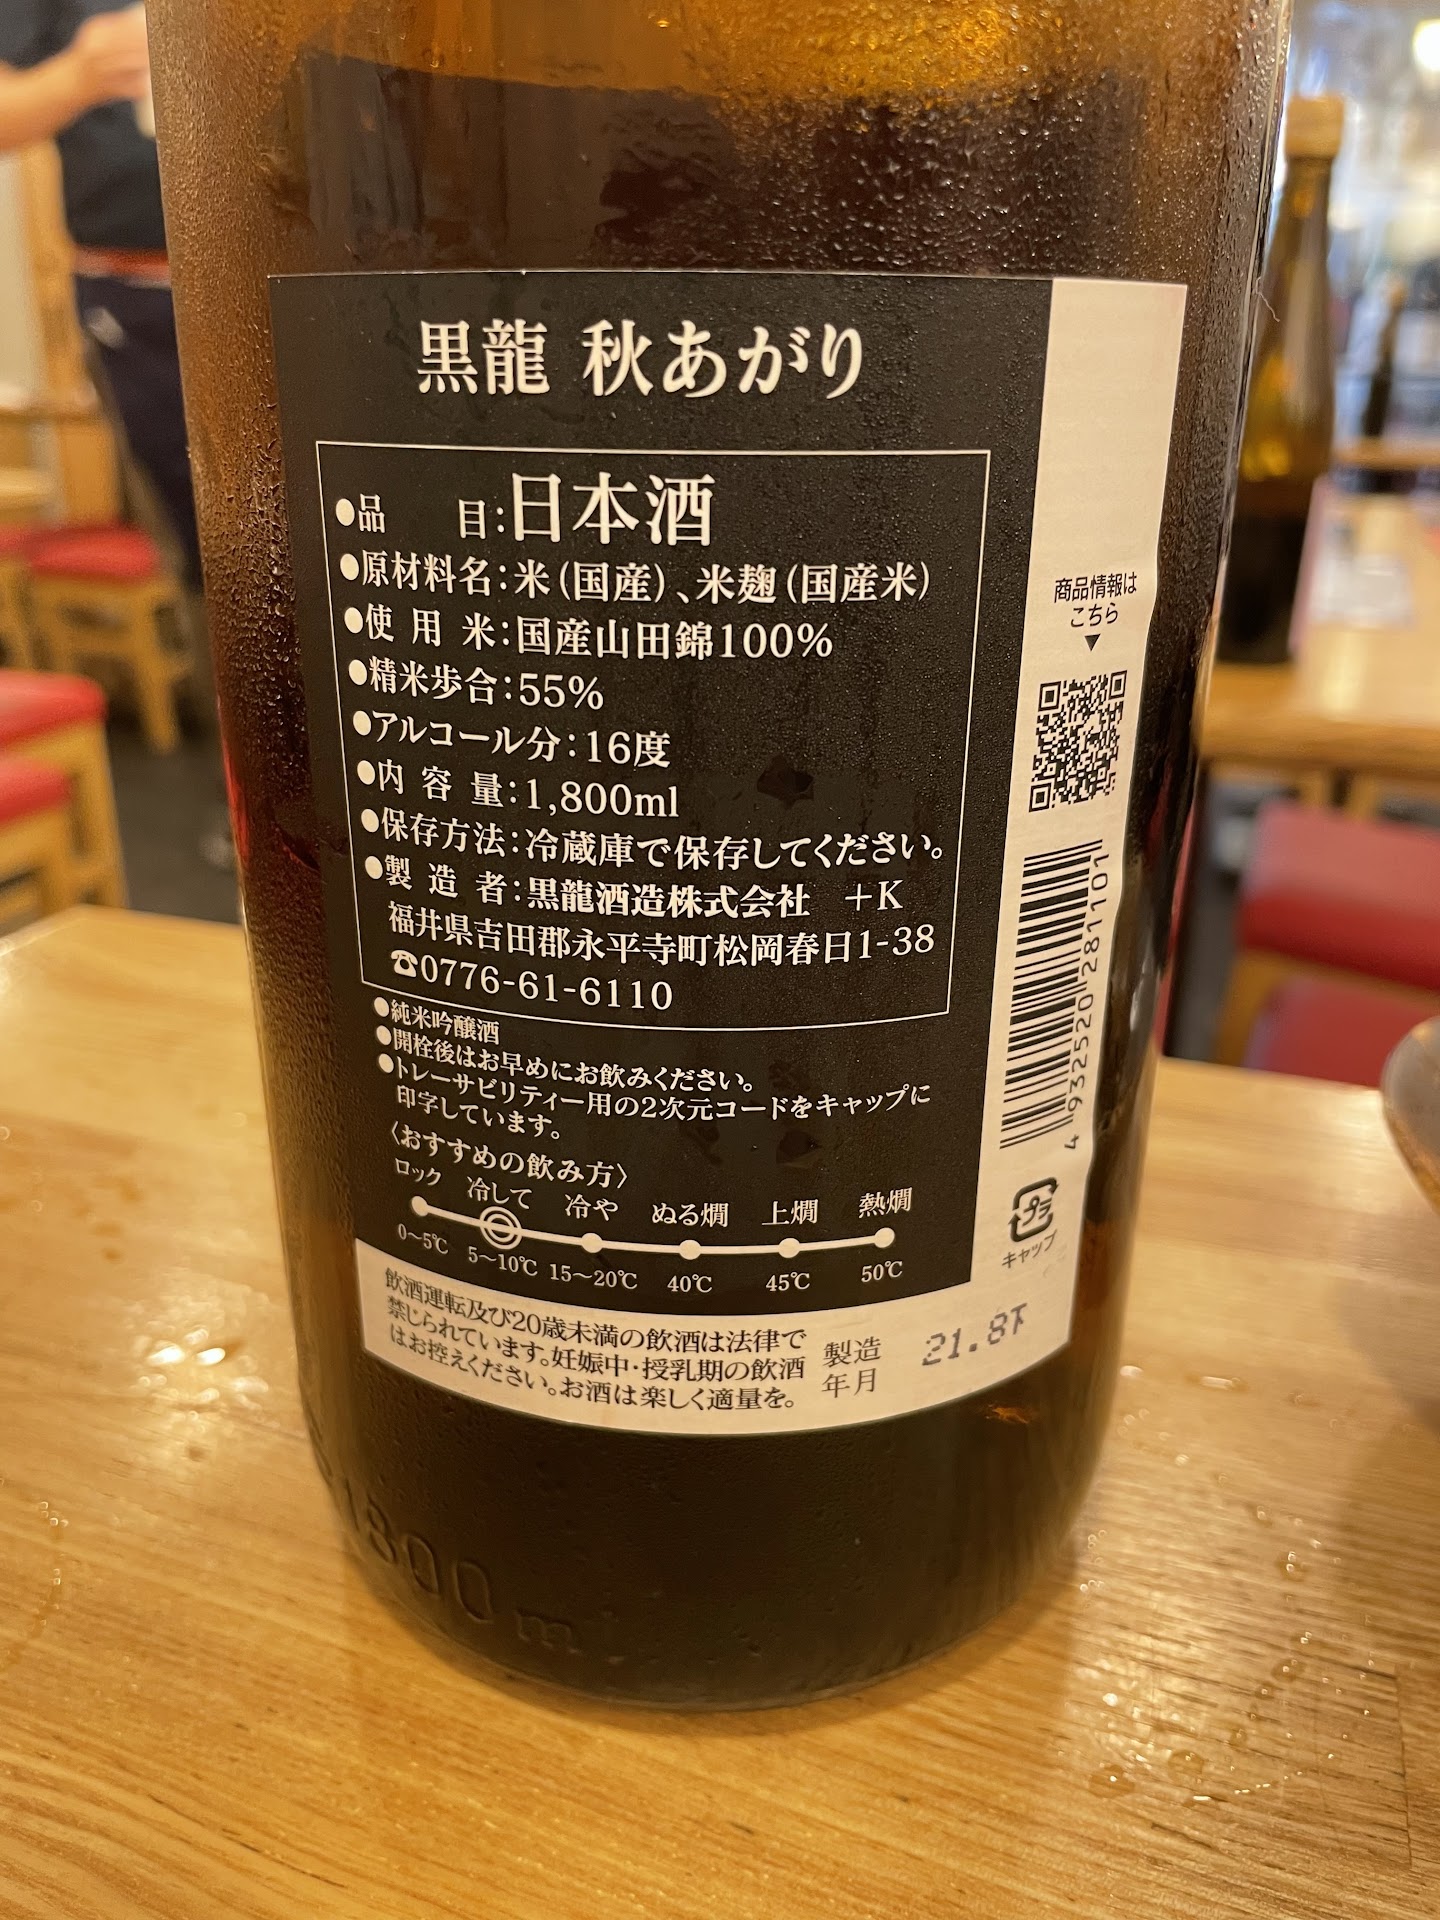 黒龍 秋あがり
●品 目：日本酒
●原材料名：米（国産）、米麹（国産米）
●使用米：国産山田錦100%
●精米歩合：55%
●アルコール分：16度
●内容量：1,800ml
●保存方法：冷蔵庫で保存してください。
●製造者：黒龍酒造株式会社 +K
福井県吉田郡永平寺町松岡春日1-38
☎0776-61-6110
●純米吟醸酒
●開栓後はお早めにお飲みください。
●トレーサビリティー用の2次元コードをキャップに
印字しています。
〈おすすめの飲み方〉
ロック 冷して 冷や ぬる燗 上燗 熱燗
0〜5℃ 5〜10℃ 15〜20℃ 40℃ 45℃ 50℃
飲酒運転及び20歳未満の飲酒は法律で
禁じられています。妊娠中・授乳期の飲酒
はお控えください。お酒は楽しく適量を。
製造
年月
21.8下
商品情報は
こちら
▼
4 932520 281101
プラ
キャップ
1800 m